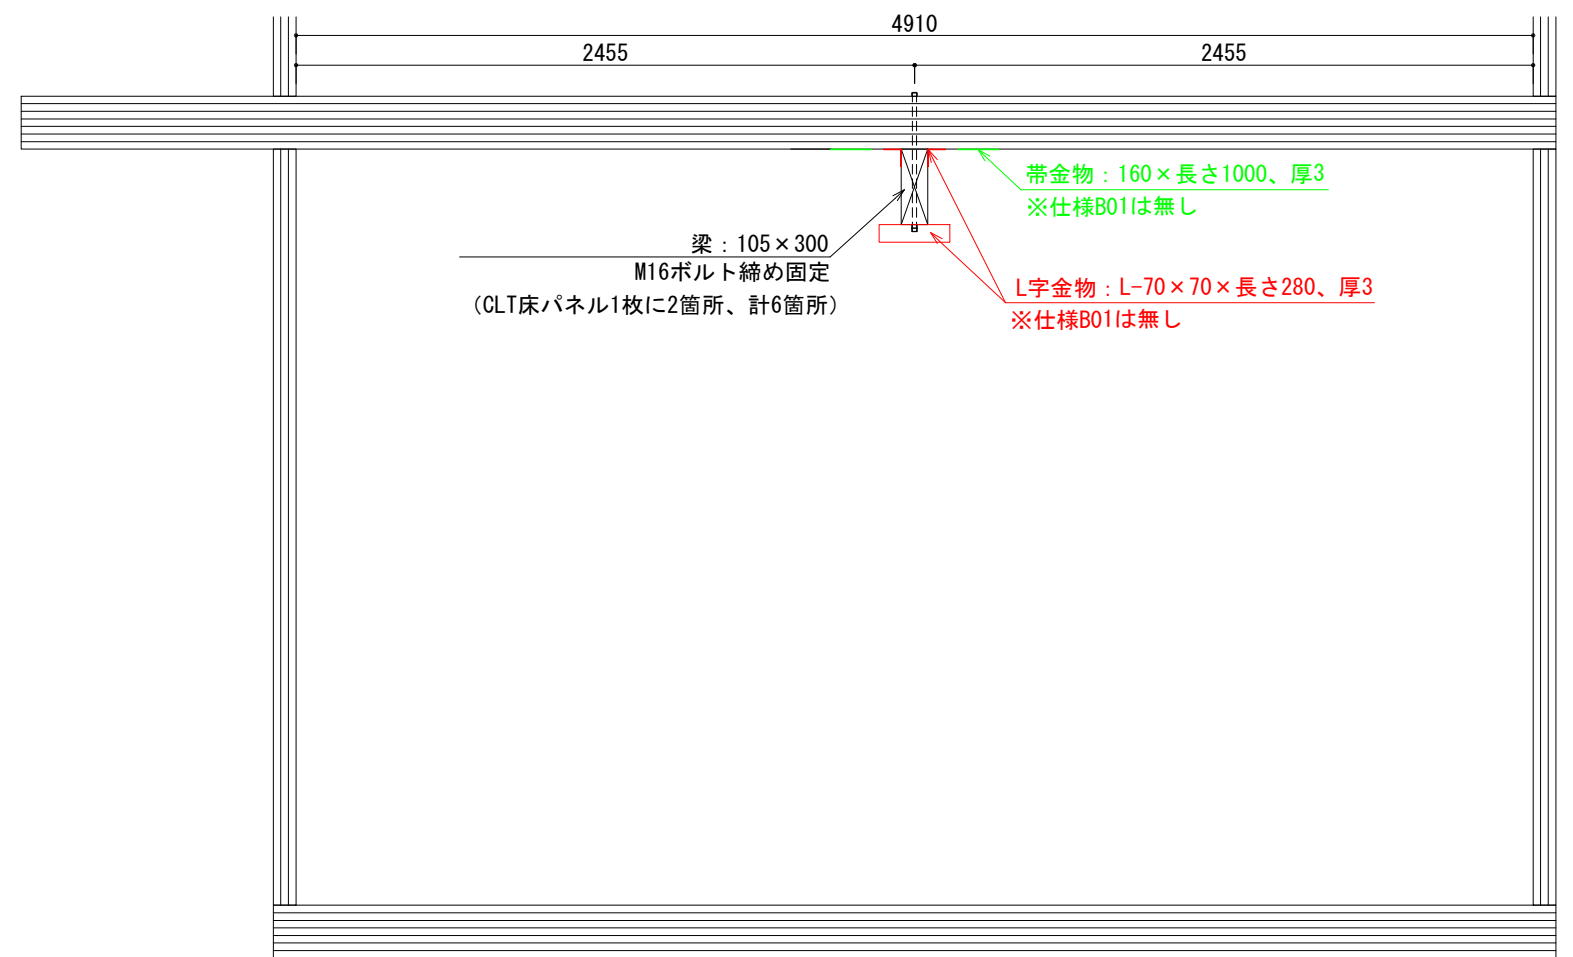 4910
2455
2455
帯金物：160×長さ1000、厚3
※仕様B01は無し
梁：105×300
M16ボルト締め固定
（CLT床パネル1枚に2箇所、計6箇所）
L字金物：L-70×70×長さ280、厚3
※仕様B01は無し